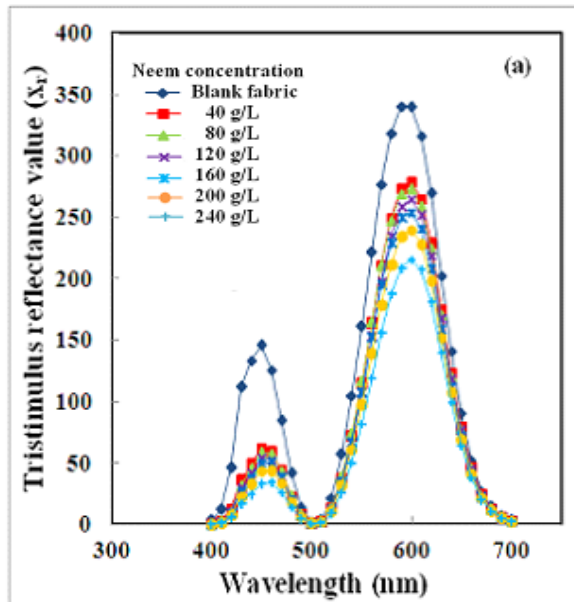 400
350
300
250
200
150
100
50
0
Tristimulus reflectance value (xr)
(a)
Neem concentration
Blank fabric
40 g/L
80 g/L
120 g/L
160 g/L
200 g/L
240 g/L
300 400 500 600 700
Wavelength (nm)